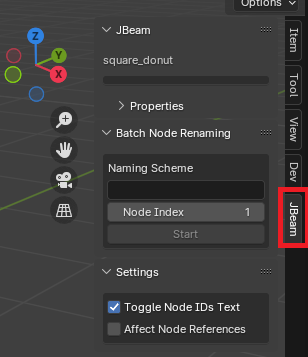 Options
Z
Y
X
JBeam
square_donut
Properties
Batch Node Renaming
Naming Scheme
Node Index 1
Start
Settings
Toggle Node IDs Text
Affect Node References
Item
Tool
View
Dev
JBeam